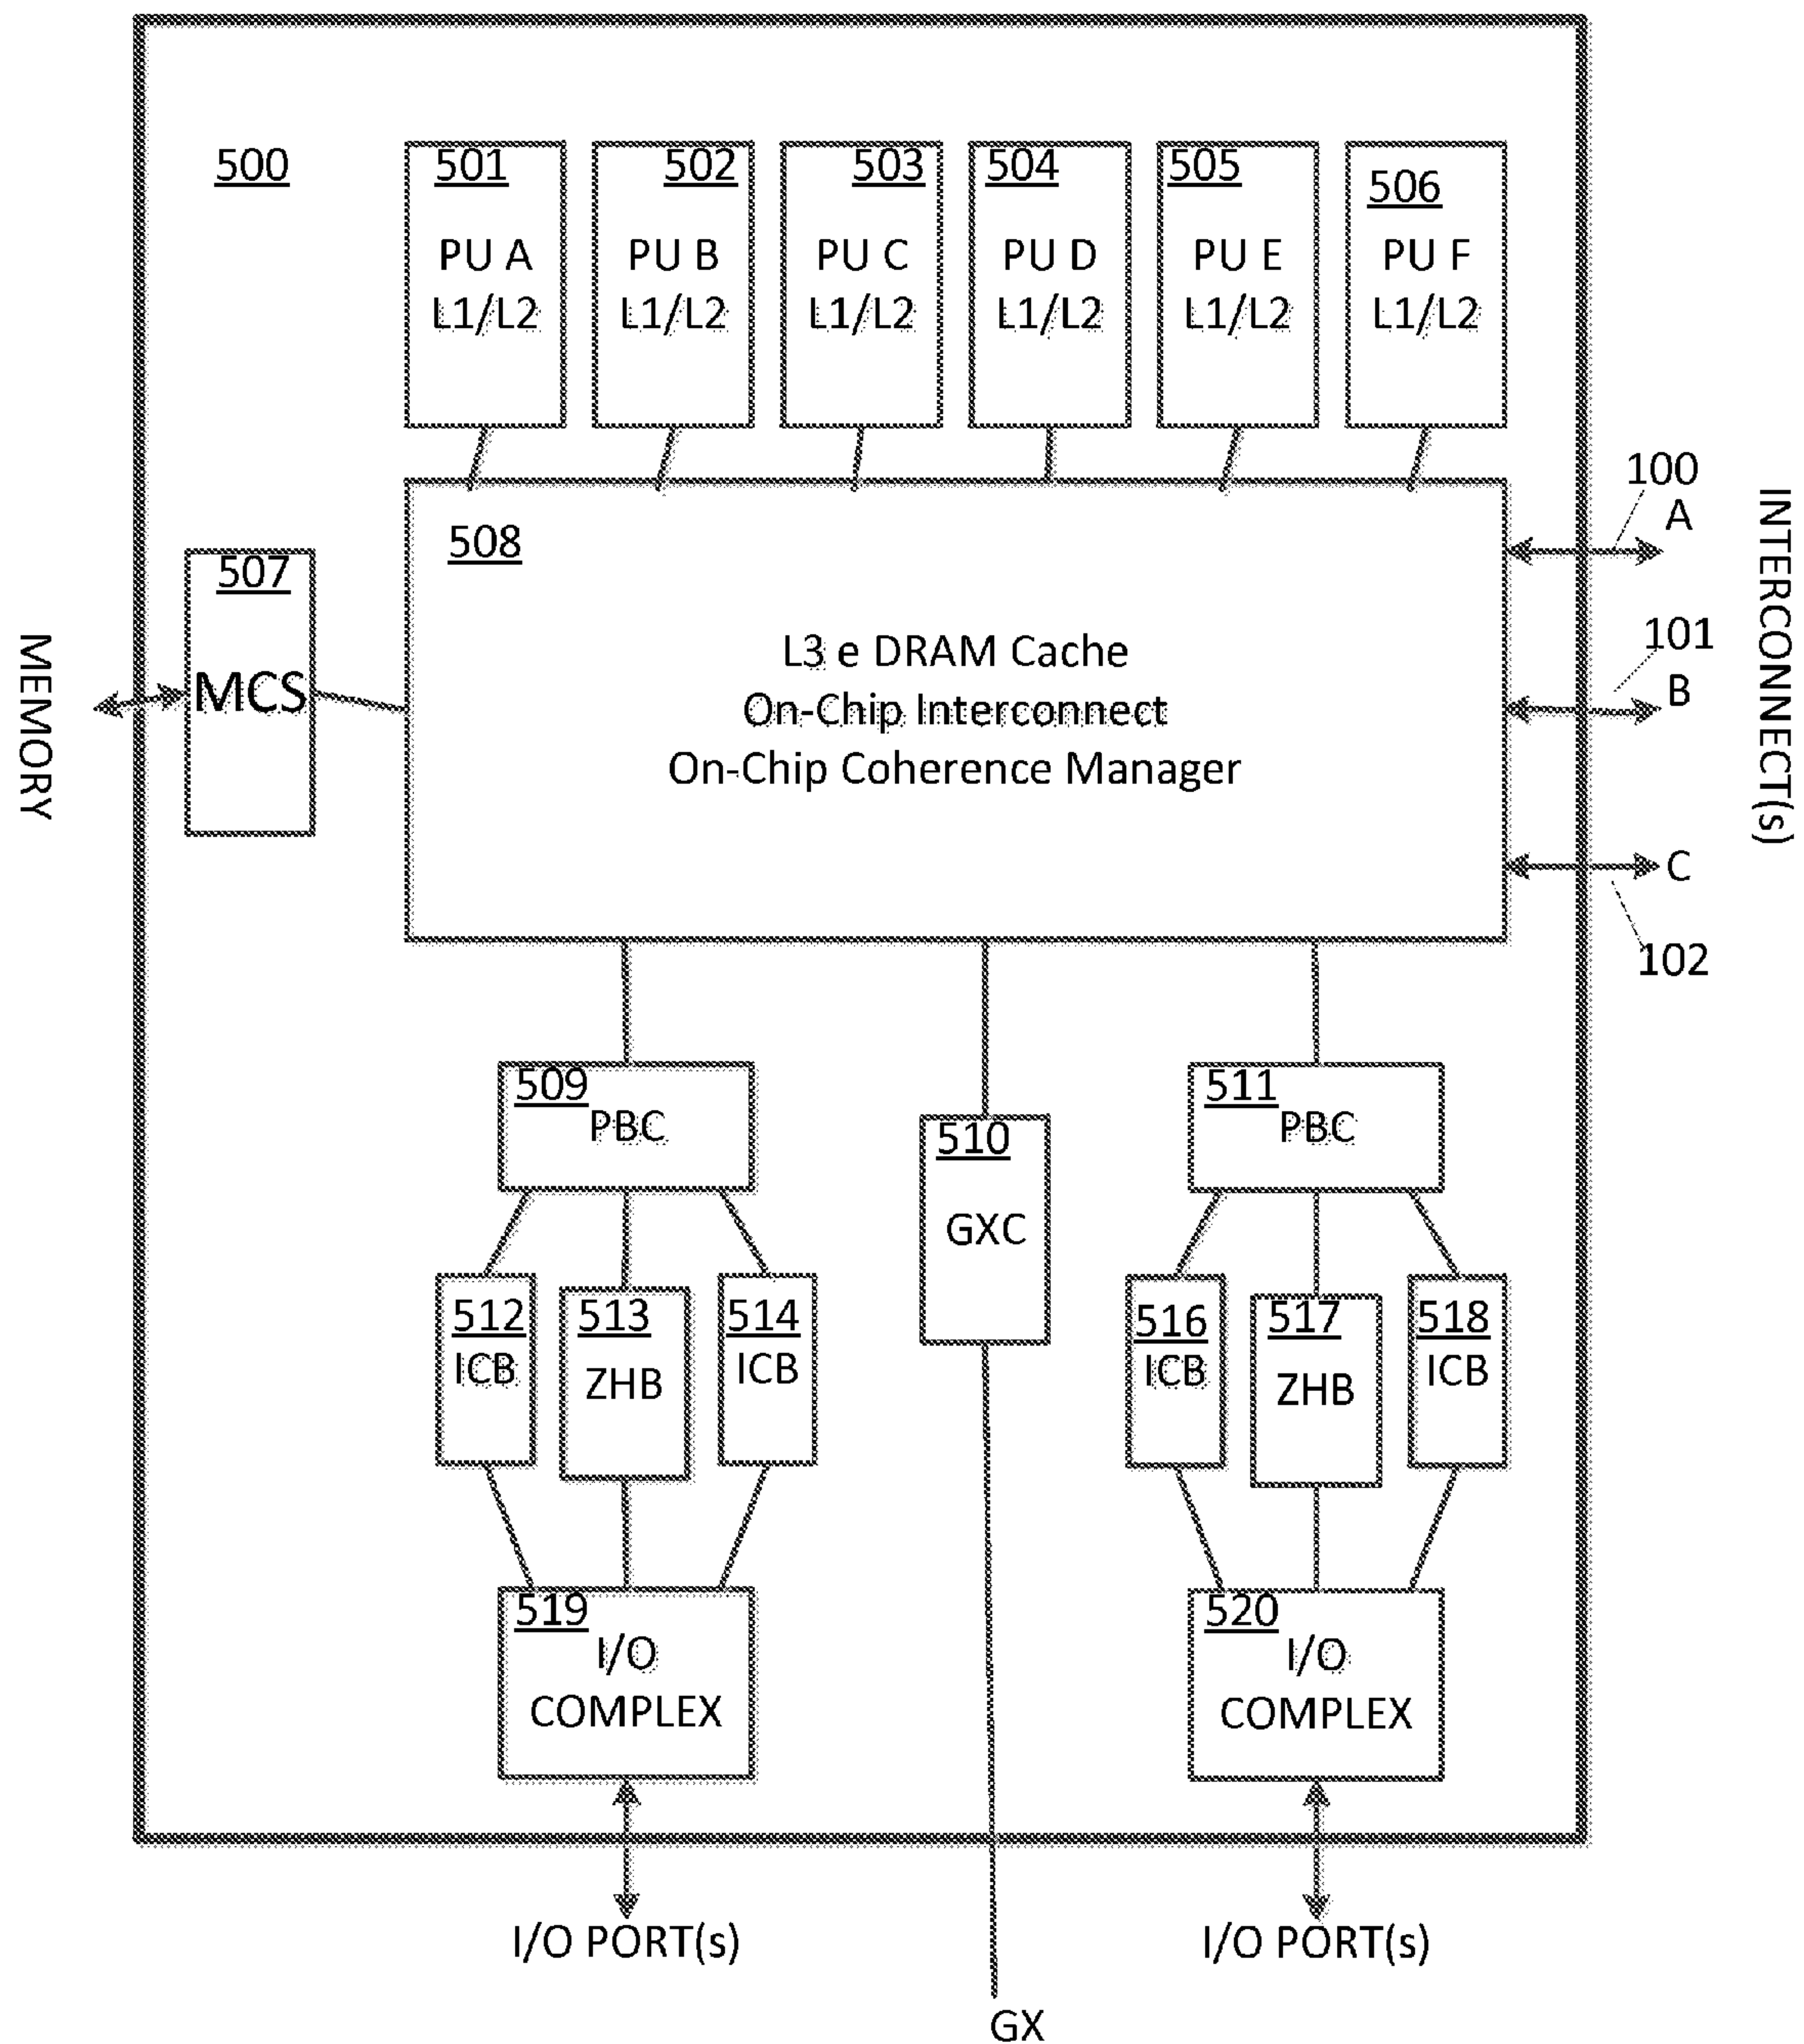 500
501
PU A
L1/L2
502
PU B
L1/L2
503
PU C
L1/L2
504
PU D
L1/L2
505
PU E
L1/L2
506
PU F
L1/L2
507
MCS
MEMORY
508
L3 e DRAM Cache
On-Chip Interconnect
On-Chip Coherence Manager
100
A
101
B
C
102
INTERCONNECT(s)
509
PBC
510
GXC
511
PBC
512
ICB
513
ZHB
514
ICB
516
ICB
517
ZHB
518
ICB
519
I/O
COMPLEX
520
I/O
COMPLEX
I/O PORT(s)
I/O PORT(s)
GX